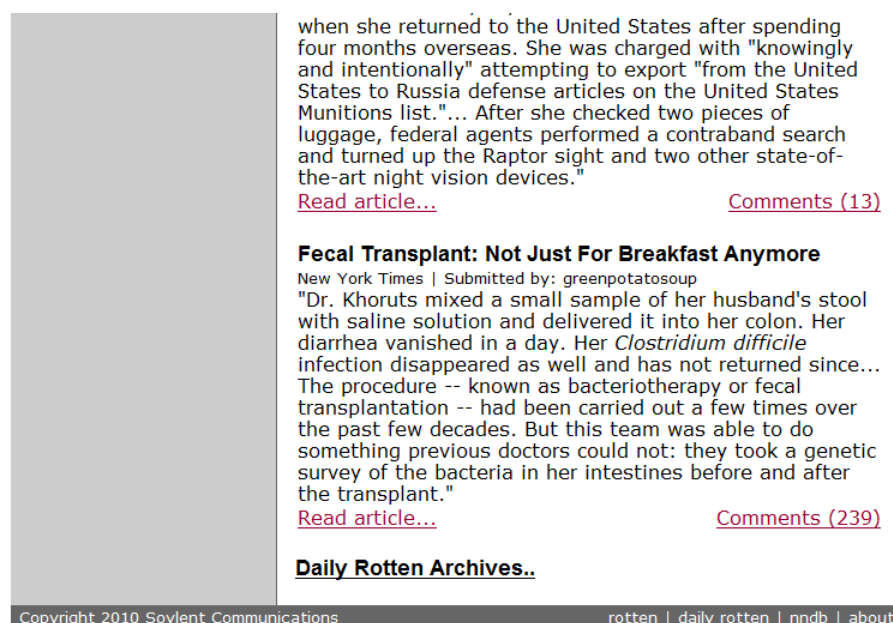 when she returned to the United States after spending
four months overseas. She was charged with "knowingly
and intentionally" attempting to export "from the United
States to Russia defense articles on the United States
Munitions list."... After she checked two pieces of
luggage, federal agents performed a contraband search
and turned up the Raptor sight and two other state-of-
the-art night vision devices."
Read article... Comments (13)
Fecal Transplant: Not Just For Breakfast Anymore
New York Times | Submitted by: greenpotatosoup
"Dr. Khoruts mixed a small sample of her husband's stool
with saline solution and delivered it into her colon. Her
diarrhea vanished in a day. Her Clostridium difficile
infection disappeared as well and has not returned since...
The procedure -- known as bacteriotherapy or fecal
transplantation -- had been carried out a few times over
the past few decades. But this team was able to do
something previous doctors could not: they took a genetic
survey of the bacteria in her intestines before and after
the transplant."
Read article... Comments (239)
Daily Rotten Archives..
Copyright 2010 Soylent Communications rotten | daily rotten | nndb | about